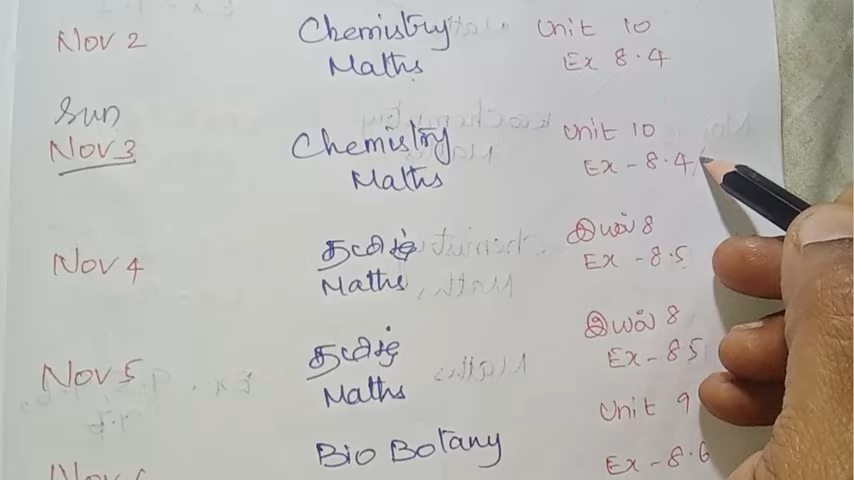 Nov 2 Chemistry Unit 10
Maths Ex 8.4
Sun
Nov 3 Chemistry Unit 10
Maths Ex - 8.4
Nov 4 தமிழ் இயல் 8
Maths Ex - 8.5
Nov 5 தமிழ் இயல் 8
Maths Ex - 8.5
Unit 9
Bio Botany
Ex - 8.6